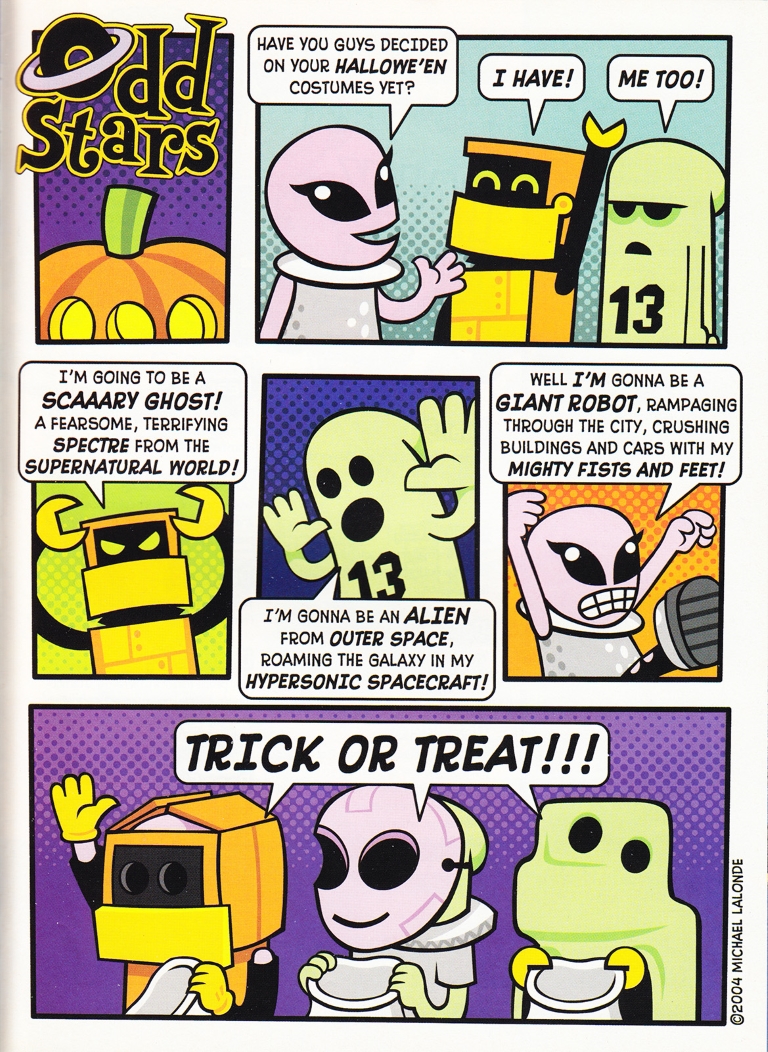 Odd
Stars
HAVE YOU GUYS DECIDED
ON YOUR HALLOWE'EN
COSTUMES YET?
I HAVE!
ME TOO!
13
I'M GOING TO BE A
SCAAARY GHOST!
A FEARSOME, TERRIFYING
SPECTRE FROM THE
SUPERNATURAL WORLD!
13
I'M GONNA BE AN ALIEN
FROM OUTER SPACE,
ROAMING THE GALAXY IN MY
HYPERSONIC SPACECRAFT!
WELL I'M GONNA BE A
GIANT ROBOT, RAMPAGING
THROUGH THE CITY, CRUSHING
BUILDINGS AND CARS WITH MY
MIGHTY FISTS AND FEET!
TRICK OR TREAT!!!
©2004 MICHAEL LALONDE